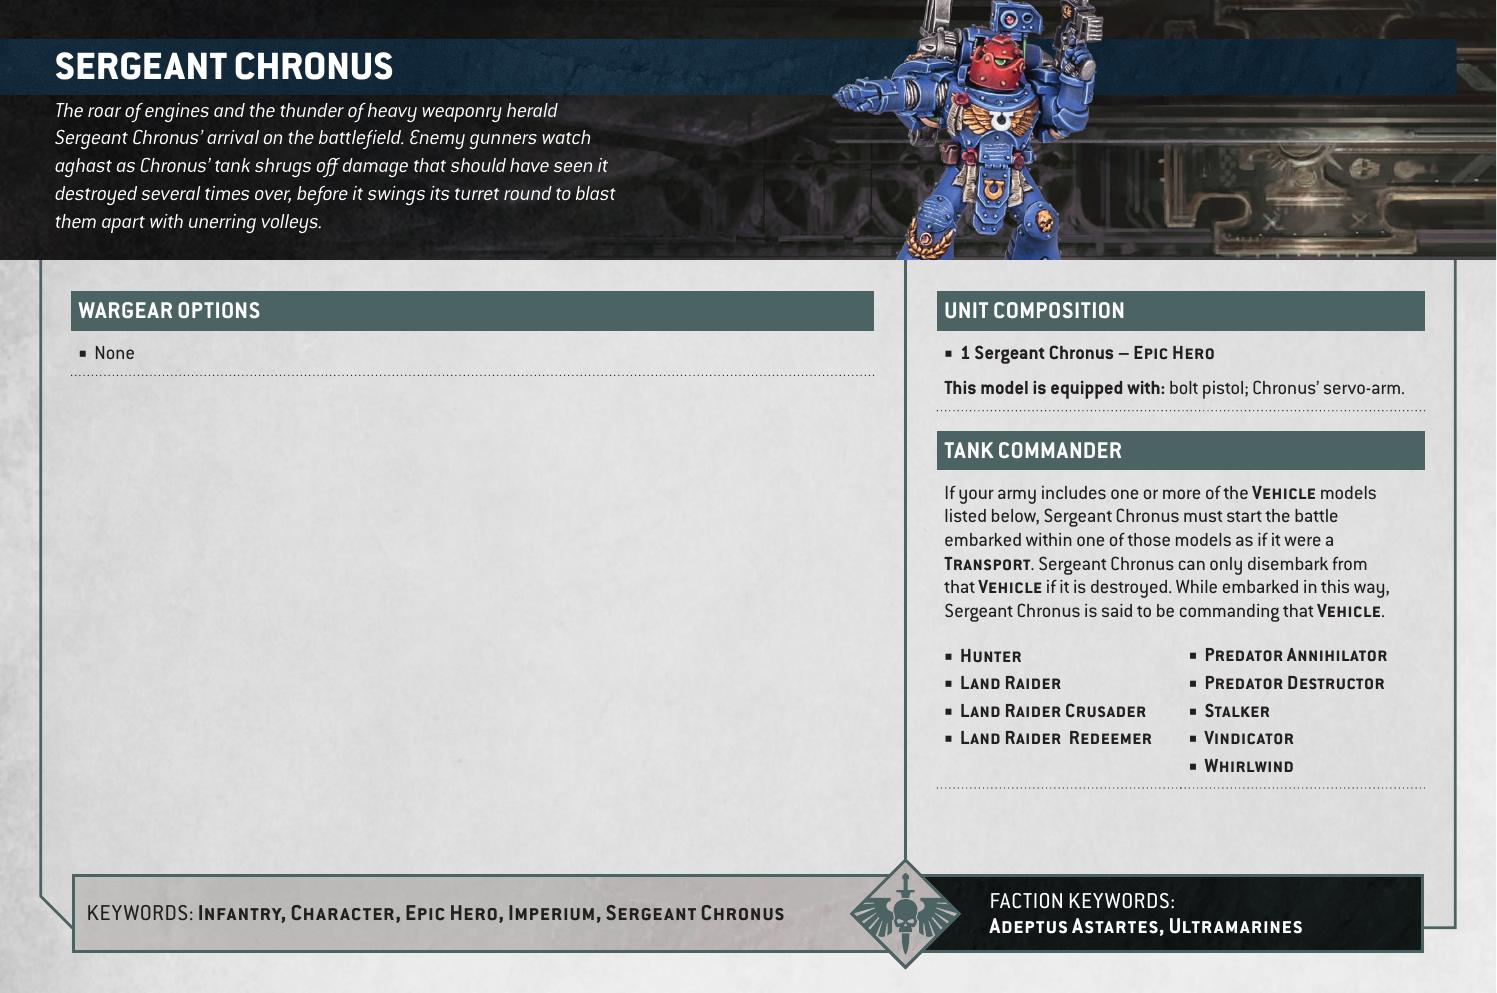 SERGEANT CHRONUS
The roar of engines and the thunder of heavy weaponry herald
Sergeant Chronus’ arrival on the battlefield. Enemy gunners watch
aghast as Chronus’ tank shrugs off damage that should have seen it
destroyed several times over, before it swings its turret round to blast
them apart with unerring volleys.
WARGEAR OPTIONS
▪ None
UNIT COMPOSITION
▪ 1 Sergeant Chronus – Epic Hero
This model is equipped with: bolt pistol; Chronus’ servo-arm.
TANK COMMANDER
If your army includes one or more of the Vehicle models
listed below, Sergeant Chronus must start the battle
embarked within one of those models as if it were a
Transport. Sergeant Chronus can only disembark from
that Vehicle if it is destroyed. While embarked in this way,
Sergeant Chronus is said to be commanding that Vehicle.
▪ Hunter
▪ Land Raider
▪ Land Raider Crusader
▪ Land Raider Redeemer
▪ Predator Annihilator
▪ Predator Destructor
▪ Stalker
▪ Vindicator
▪ Whirlwind
KEYWORDS: Infantry, Character, Epic Hero, Imperium, Sergeant Chronus
FACTION KEYWORDS:
Adeptus Astartes, Ultramarines